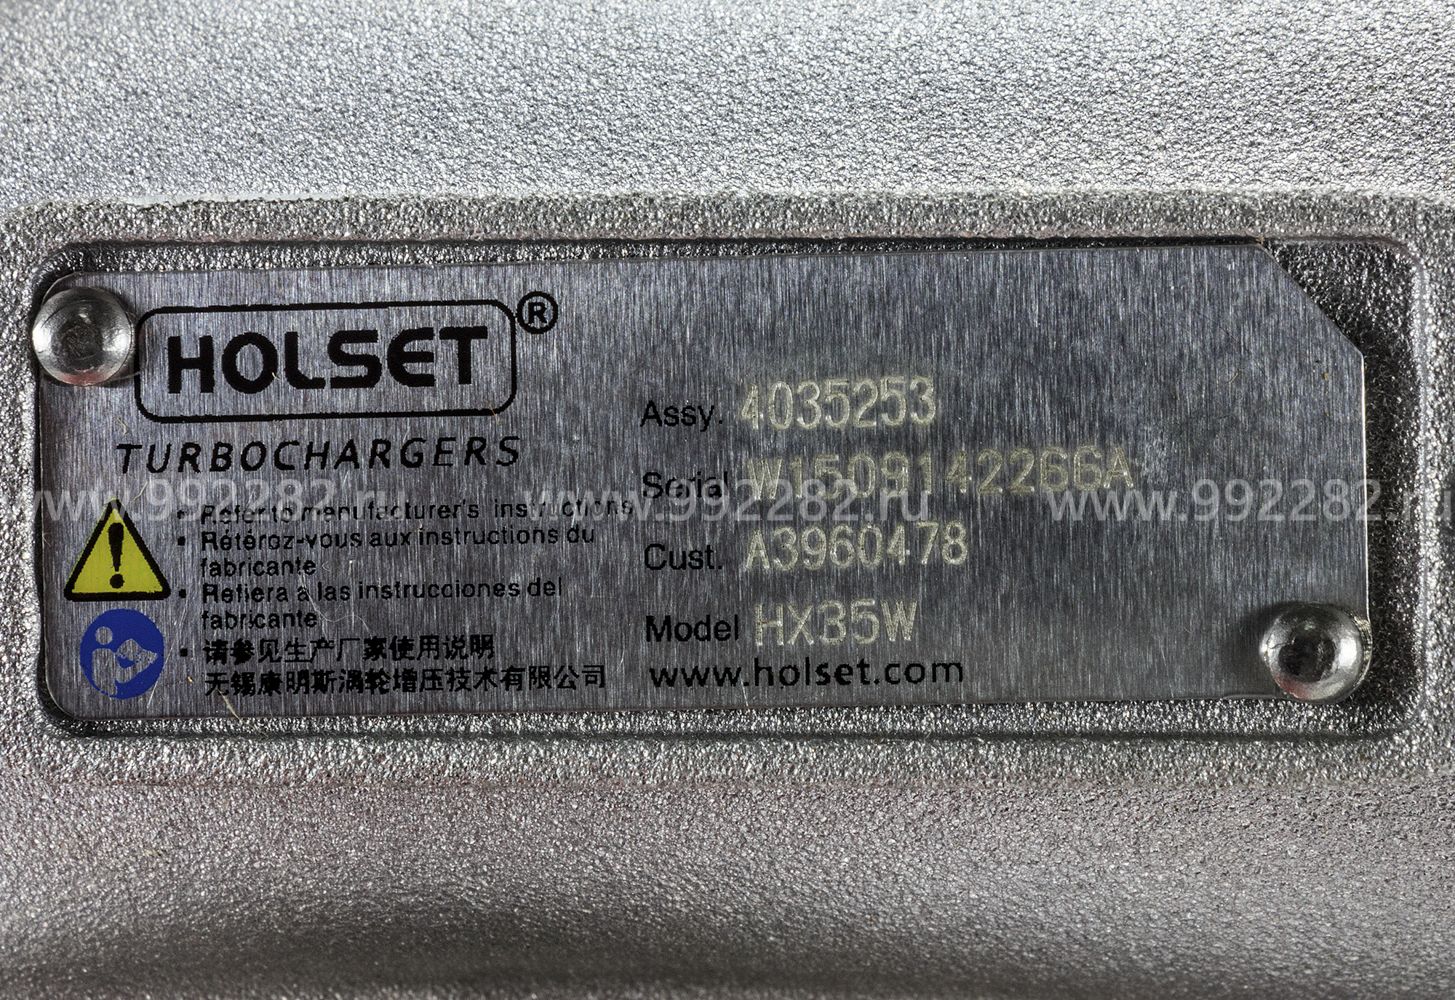 HOLSET®
TURBOCHARGERS
Assy. 4035253
Serial W1509142266A
Cust. A3960478
Model HX35W
www.holset.com
• Refer to manufacturer's instructions
• Rétéroz-vous aux instructions du
fabricante
• Refiera a las instrucciones del
fabricante
• 请参见生产厂家使用说明
无锡康明斯涡轮增压技术有限公司
www.992282.ru www.992282.ru www.992282.ru